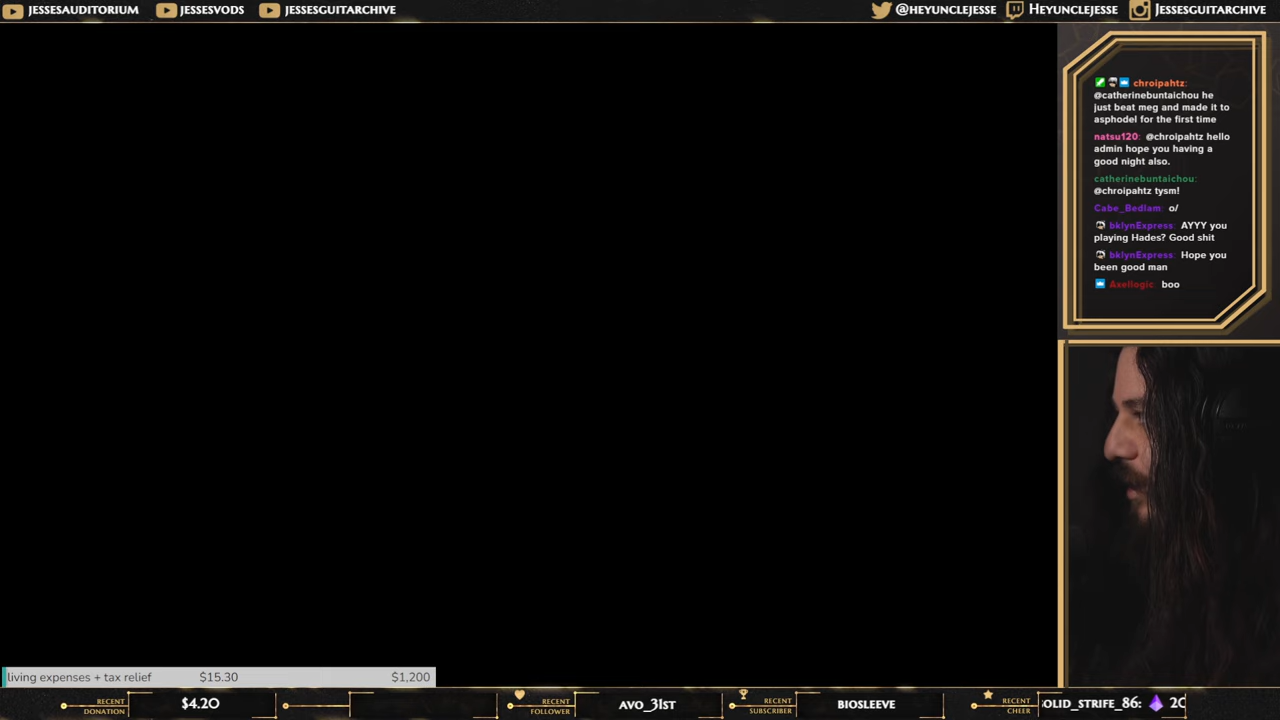 JESSESAUDITORIUM JESSESVODS JESSESGUITARCHIVE @HEYUNCLEJESSE HEYUNCLEJESSE JESSESGUITARCHIVE
chroipahtz:
@catherinebuntaichou he
just beat meg and made it to
asphodel for the first time
natsu120: @chroipahtz hello
admin hope you having a
good night also.
catherinebuntaichou:
@chroipahtz tysm!
Cabe_Bedlam: o/
bklynExpress: AYYY you
playing Hades? Good shit
bklynExpress: Hope you
been good man
Axellogic: boo
living expenses + tax relief $15.30 $1,200
RECENT DONATION $4.20
RECENT FOLLOWER AVO_31ST
RECENT SUBSCRIBER BIOSLEEVE
RECENT CHEER OLID_STRIFE_86: